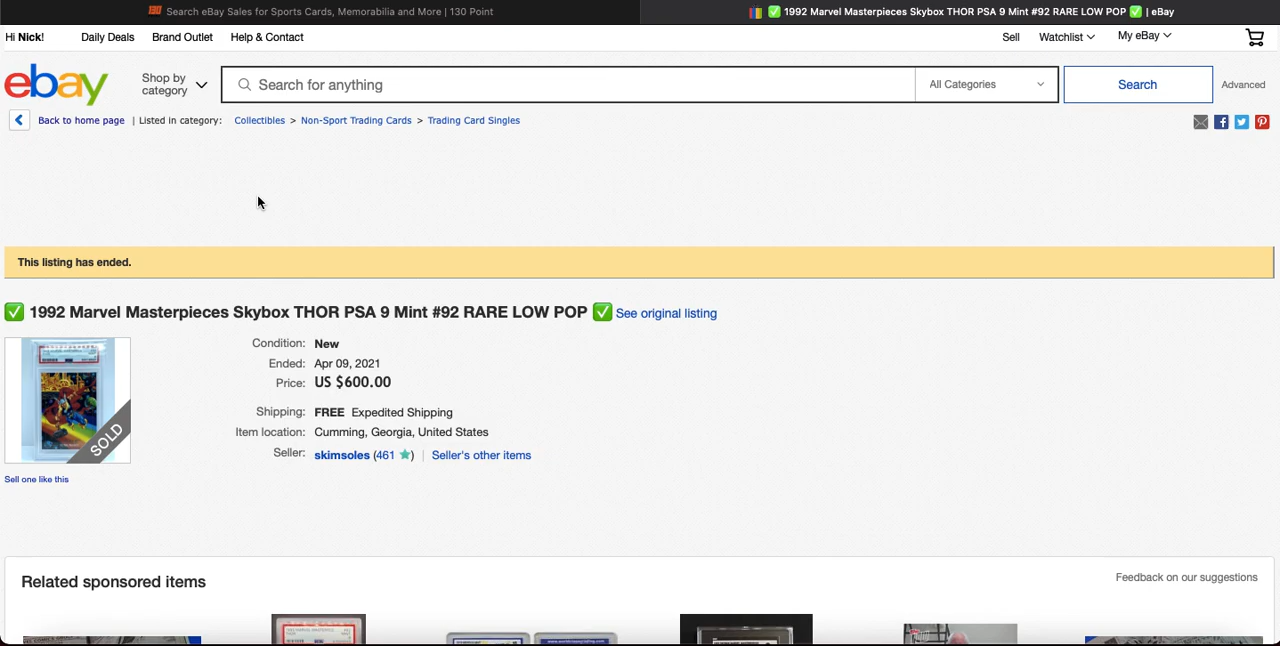 Search eBay Sales for Sports Cards, Memorabilia and More | 130 Point
✅ 1992 Marvel Masterpieces Skybox THOR PSA 9 Mint #92 RARE LOW POP ✅ | eBay
Hi Nick! Daily Deals Brand Outlet Help & Contact Sell Watchlist My eBay
ebay Shop by category Search for anything All Categories Search Advanced
Back to home page | Listed in category: Collectibles > Non-Sport Trading Cards > Trading Card Singles
This listing has ended.
✅ 1992 Marvel Masterpieces Skybox THOR PSA 9 Mint #92 RARE LOW POP ✅ See original listing
SOLD
Sell one like this
Condition: New
Ended: Apr 09, 2021
Price: US $600.00
Shipping: FREE Expedited Shipping
Item location: Cumming, Georgia, United States
Seller: skimsoles (461 ★) | Seller's other items
Related sponsored items
Feedback on our suggestions